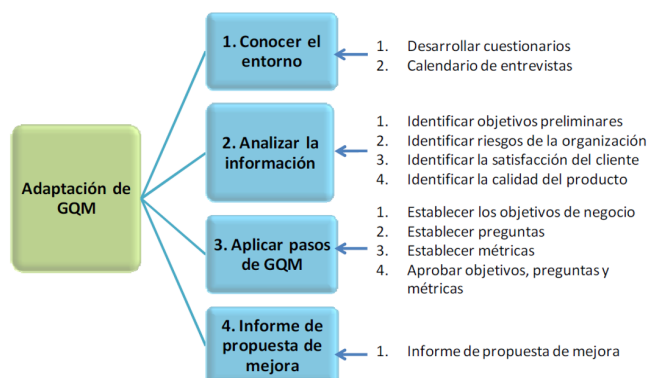 Adaptación de
GQM
1. Conocer el
entorno
1. Desarrollar cuestionarios
2. Calendario de entrevistas
2. Analizar la
información
1. Identificar objetivos preliminares
2. Identificar riesgos de la organización
3. Identificar la satisfacción del cliente
4. Identificar la calidad del producto
3. Aplicar pasos
de GQM
1. Establecer los objetivos de negocio
2. Establecer preguntas
3. Establecer métricas
4. Aprobar objetivos, preguntas y
métricas
4. Informe de
propuesta de
mejora
1. Informe de propuesta de mejora